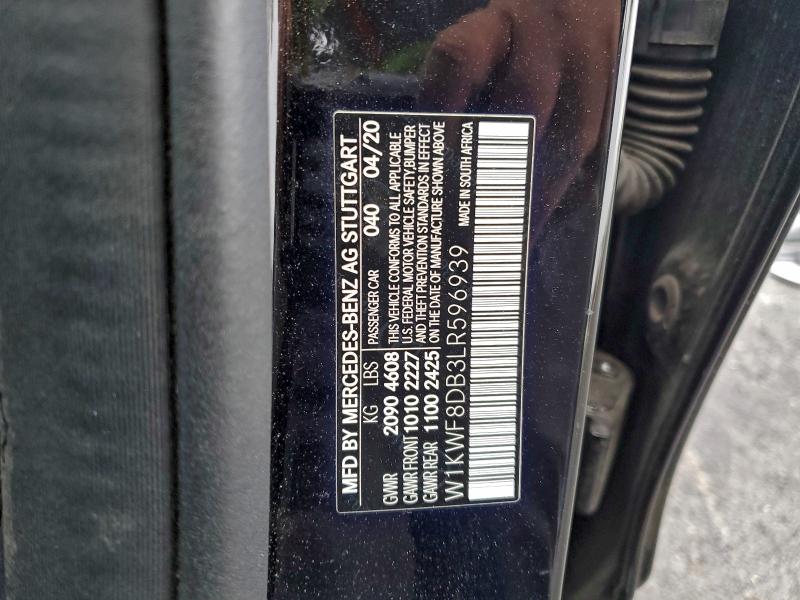 MFD BY MERCEDES-BENZ AG STUTTGART
KG LBS PASSENGER CAR 040 04/20
GVWR 2090 4608 THIS VEHICLE CONFORMS TO ALL APPLICABLE
GAWR FRONT 1010 2227 U.S. FEDERAL MOTOR VEHICLE SAFETY,BUMPER
GAWR REAR 1100 2425 AND THEFT PREVENTION STANDARDS IN EFFECT
ON THE DATE OF MANUFACTURE SHOWN ABOVE
W1KWF8DB3LR596939 MADE IN SOUTH AFRICA